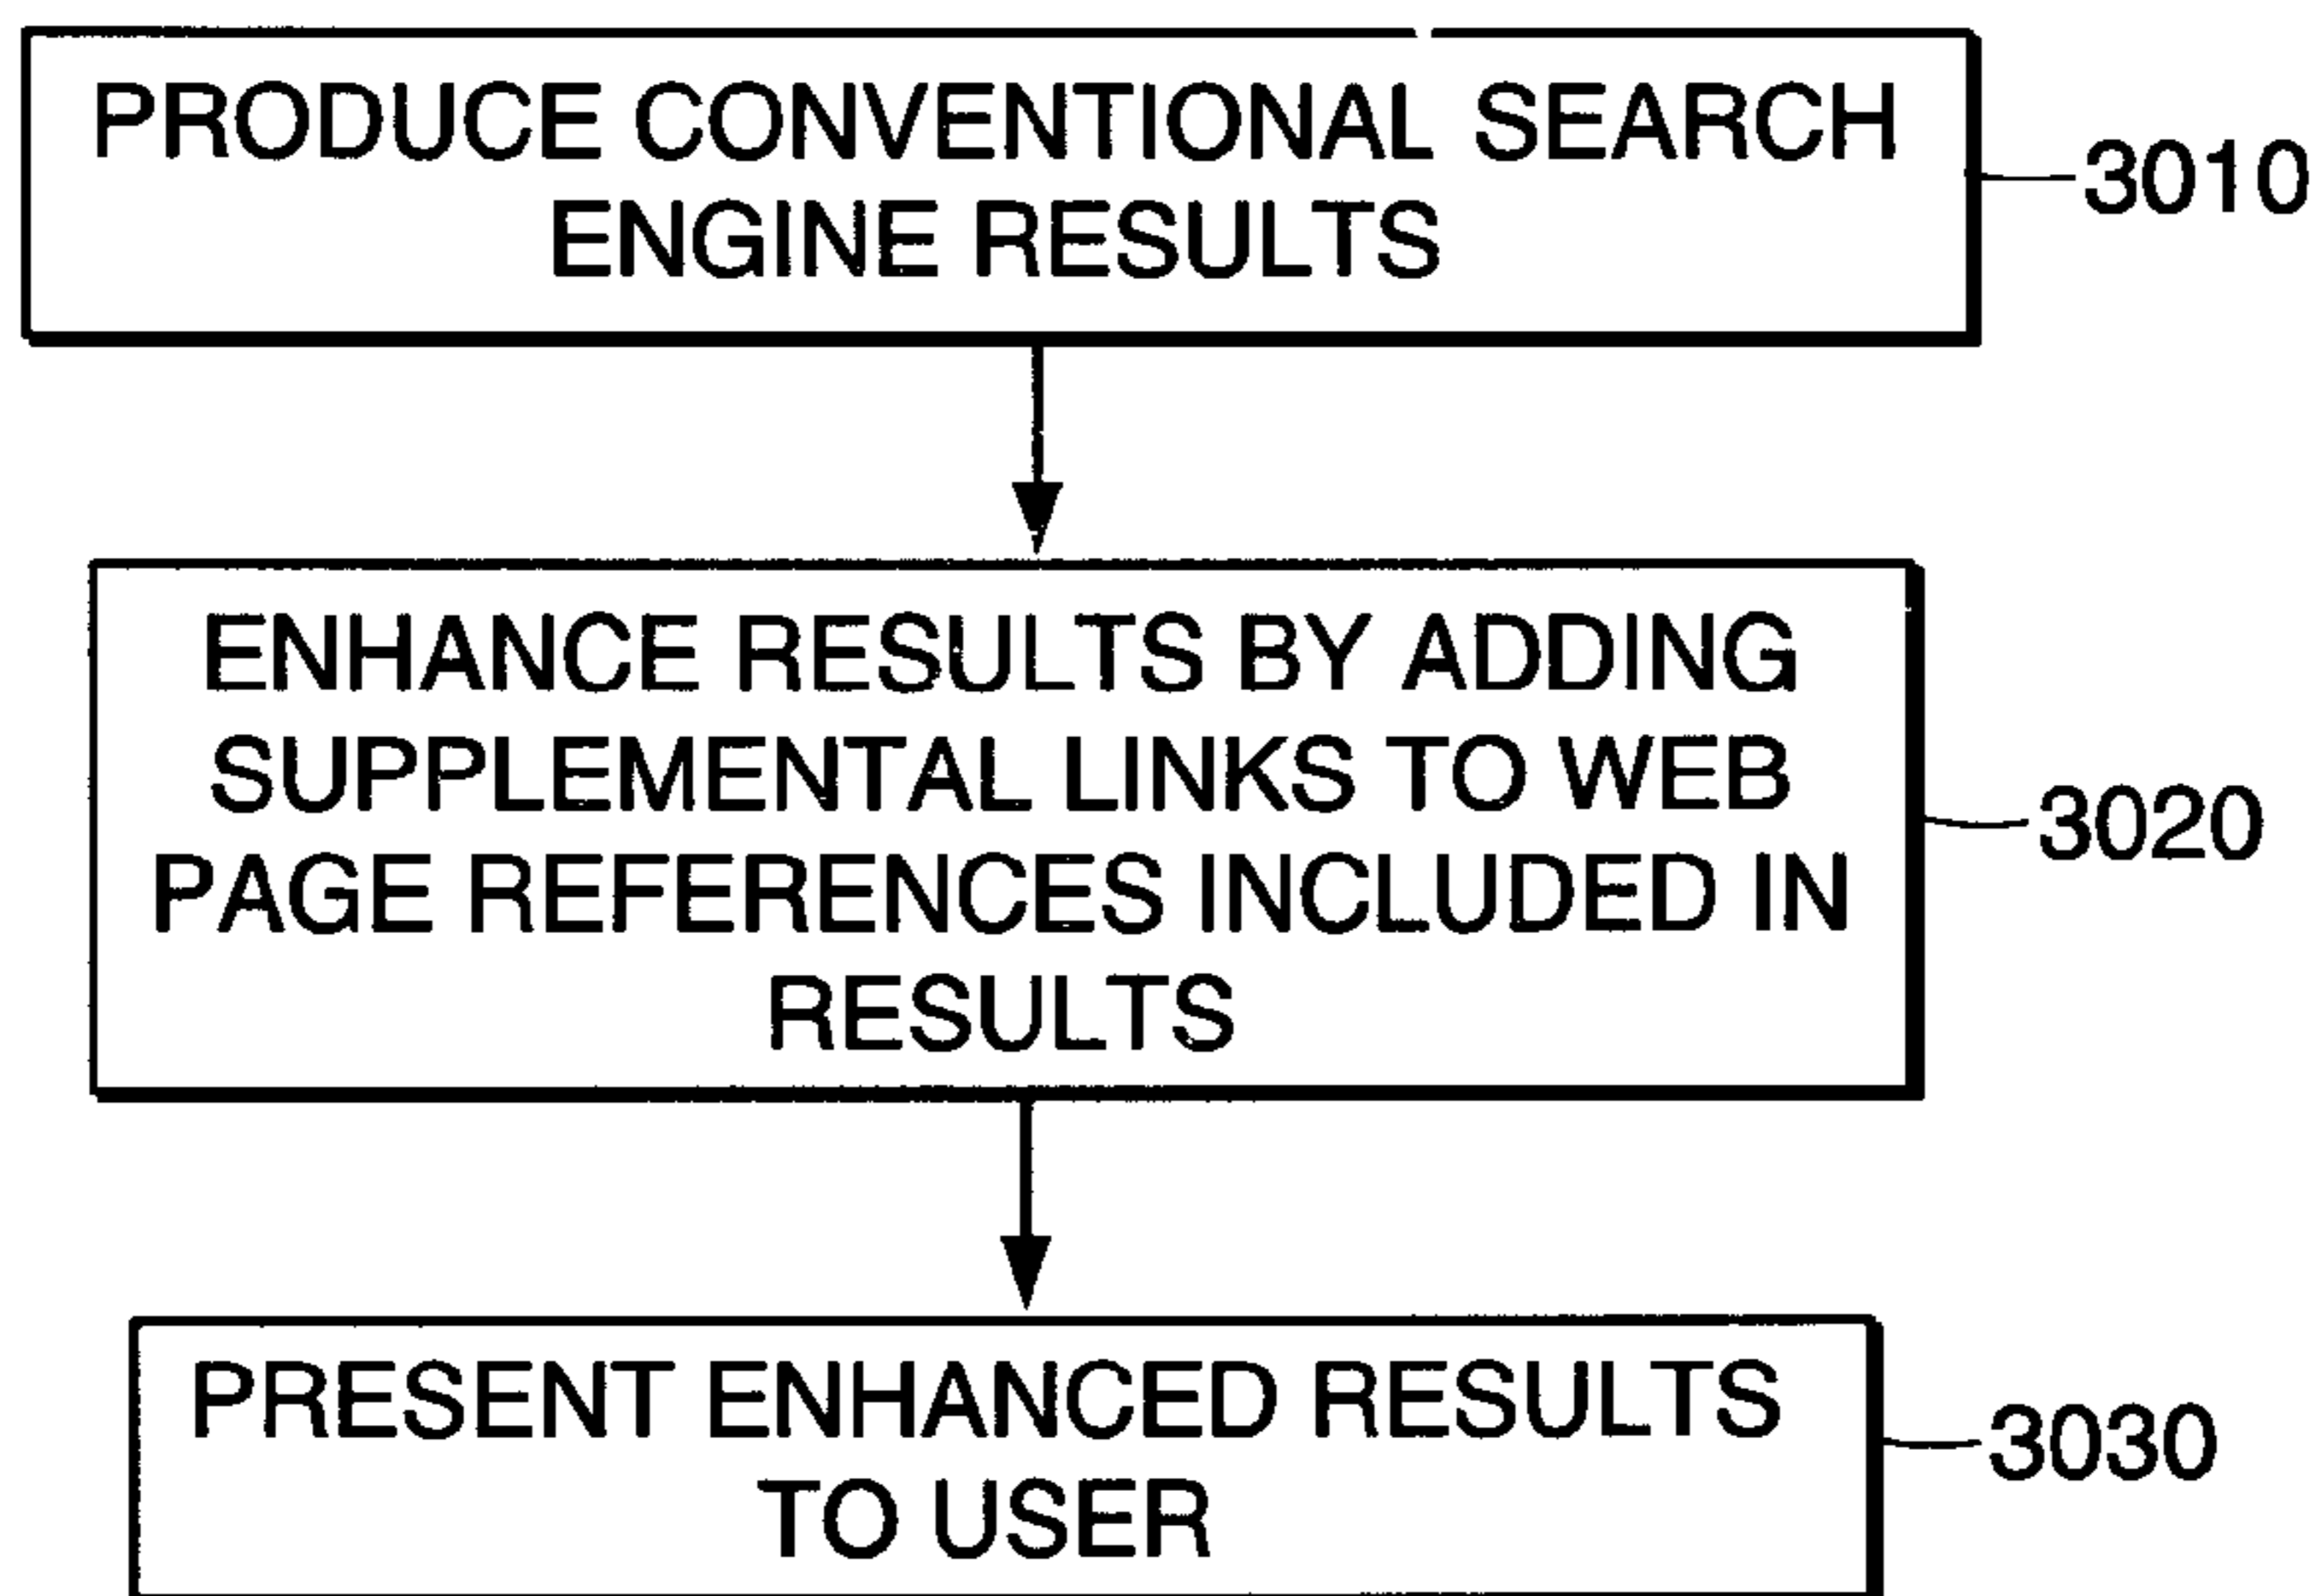 PRODUCE CONVENTIONAL SEARCH
ENGINE RESULTS
3010
ENHANCE RESULTS BY ADDING
SUPPLEMENTAL LINKS TO WEB
PAGE REFERENCES INCLUDED IN
RESULTS
3020
PRESENT ENHANCED RESULTS
TO USER
3030